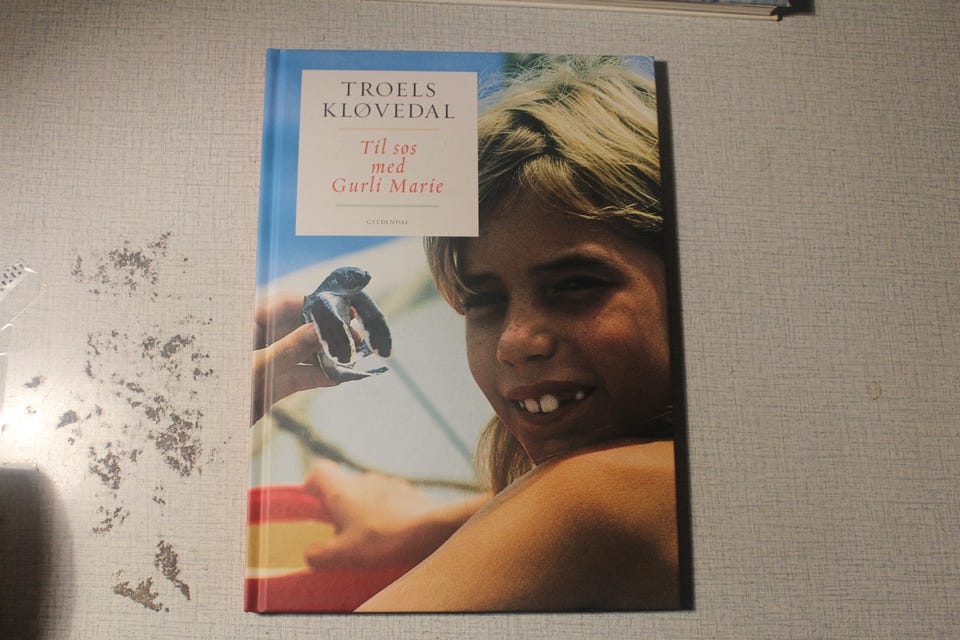 TROELS
KLØVEDAL
Til søs
med
Gurli Marie
GYLDENDAL